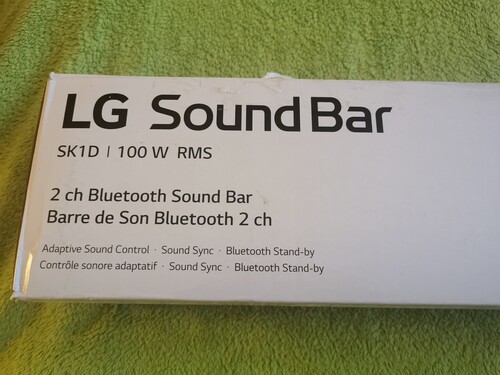 LG Sound Bar
SK1D | 100 W RMS
2 ch Bluetooth Sound Bar
Barre de Son Bluetooth 2 ch
Adaptive Sound Control · Sound Sync · Bluetooth Stand-by
Contrôle sonore adaptatif · Sound Sync · Bluetooth Stand-by